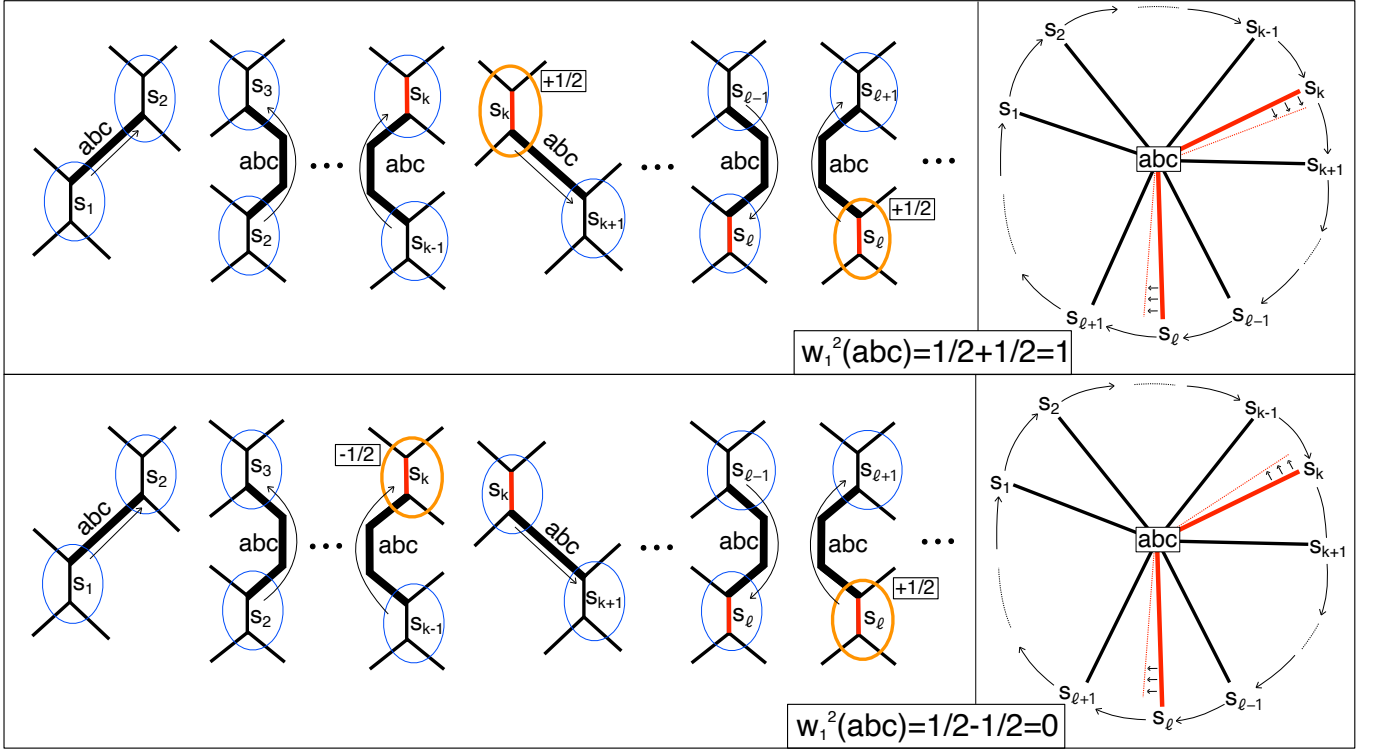 abc
S₁
S₂
S₃
abc
S₂
...
Sₖ
abc
Sₖ₋₁
+1/2
Sₖ
abc
Sₖ₊₁
...
Sℓ₋₁
abc
Sℓ
Sℓ₊₁
abc
+1/2
Sℓ
...
w₁²(abc)=1/2+1/2=1
S₁
S₂
Sₖ₋₁
Sₖ
abc
Sₖ₊₁
Sℓ₊₁
Sℓ
Sℓ₋₁
abc
S₁
S₂
S₃
abc
S₂
...
-1/2
Sₖ
abc
Sₖ₋₁
Sₖ
abc
Sₖ₊₁
...
Sℓ₋₁
abc
Sℓ
Sℓ₊₁
abc
+1/2
Sℓ
...
w₁²(abc)=1/2-1/2=0
S₁
S₂
Sₖ₋₁
Sₖ
abc
Sₖ₊₁
Sℓ₊₁
Sℓ
Sℓ₋₁